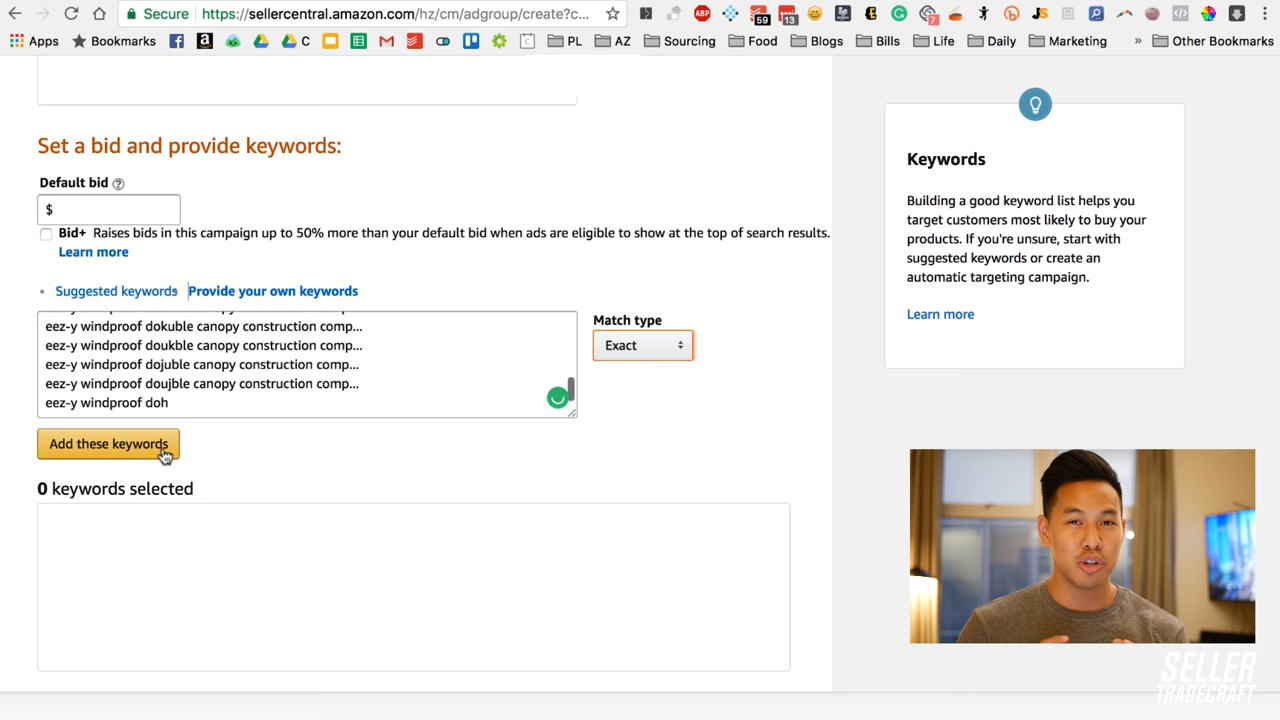 Secure
https://sellercentral.amazon.com/hz/cm/adgroup/create?c...
ABP
59
13
7
JS
Apps
Bookmarks
C
PL
AZ
Sourcing
Food
Blogs
Bills
Life
Daily
Marketing
»
Other Bookmarks
Set a bid and provide keywords:
Default bid ?
$
Bid+ Raises bids in this campaign up to 50% more than your default bid when ads are eligible to show at the top of search results.
Learn more
Suggested keywords
Provide your own keywords
eez-y windproof dokuble canopy construction comp...
eez-y windproof doukble canopy construction comp...
eez-y windproof dojuble canopy construction comp...
eez-y windproof doujble canopy construction comp...
eez-y windproof doh
Match type
Exact
Add these keywords
0 keywords selected
Keywords
Building a good keyword list helps you
target customers most likely to buy your
products. If you're unsure, start with
suggested keywords or create an
automatic targeting campaign.
Learn more
SELLER
TRADECRAFT